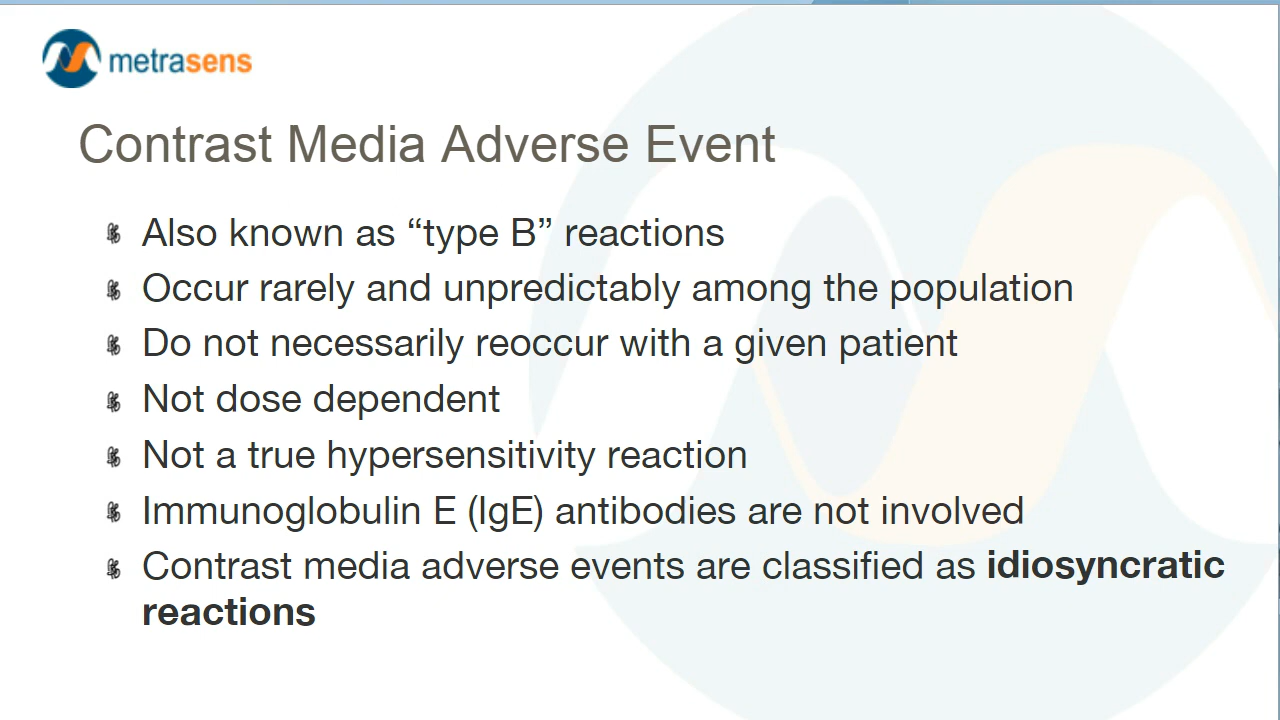 metrasens
Contrast Media Adverse Event
Also known as “type B” reactions
Occur rarely and unpredictably among the population
Do not necessarily reoccur with a given patient
Not dose dependent
Not a true hypersensitivity reaction
Immunoglobulin E (IgE) antibodies are not involved
Contrast media adverse events are classified as idiosyncratic
reactions